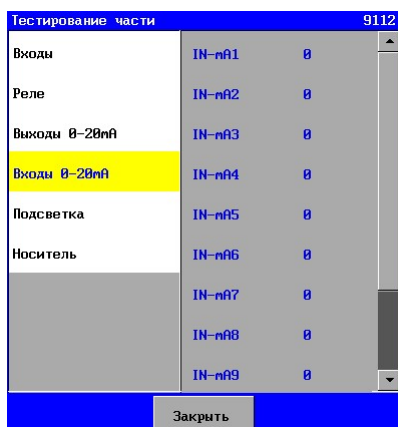 Тестирование части 9112
Входы IN-mA1 0
Реле IN-mA2 0
Выходы 0-20mA IN-mA3 0
Входы 0-20mA IN-mA4 0
Подсветка IN-mA5 0
Носитель IN-mA6 0
IN-mA7 0
IN-mA8 0
IN-mA9 0
Закрыть